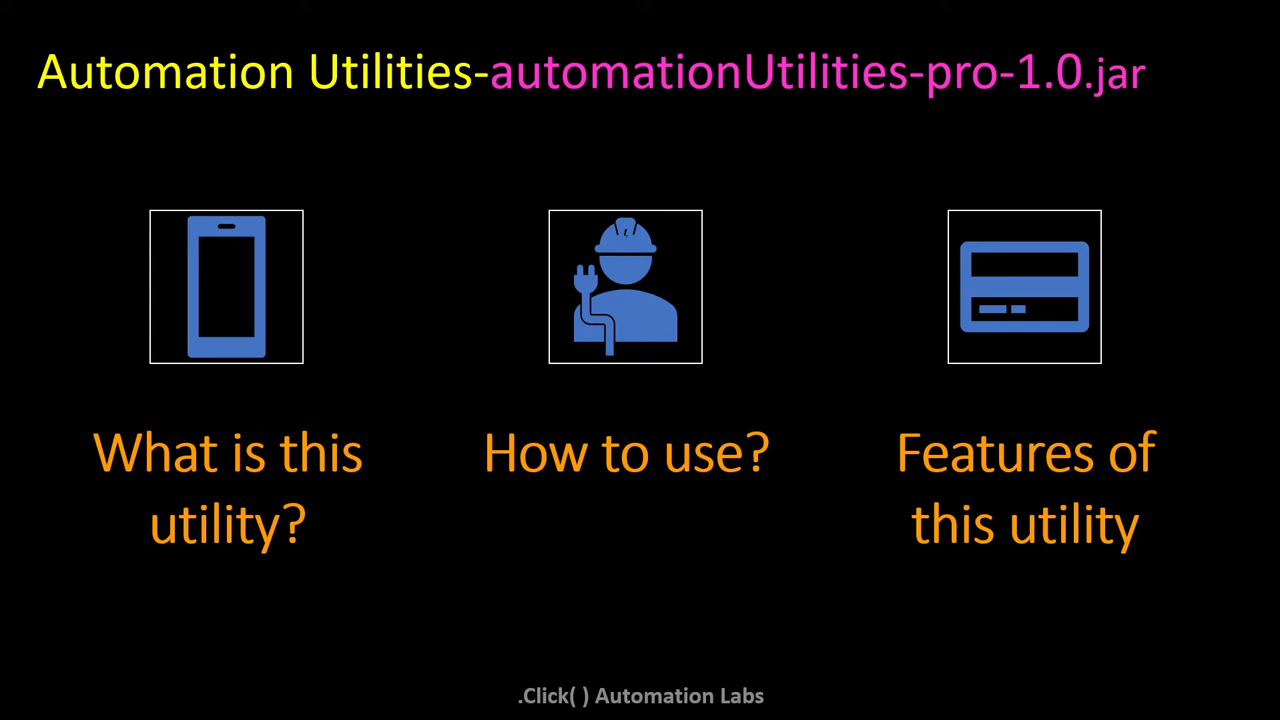 Automation Utilities-automationUtilities-pro-1.0.jar
What is this
utility?
How to use?
Features of
this utility
.Click( ) Automation Labs